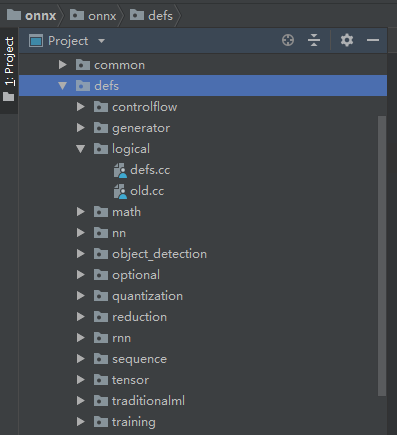 onnx onnx defs
1: Project
Project
common
defs
controlflow
generator
logical
defs.cc
old.cc
math
nn
object_detection
optional
quantization
reduction
rnn
sequence
tensor
traditionalml
training